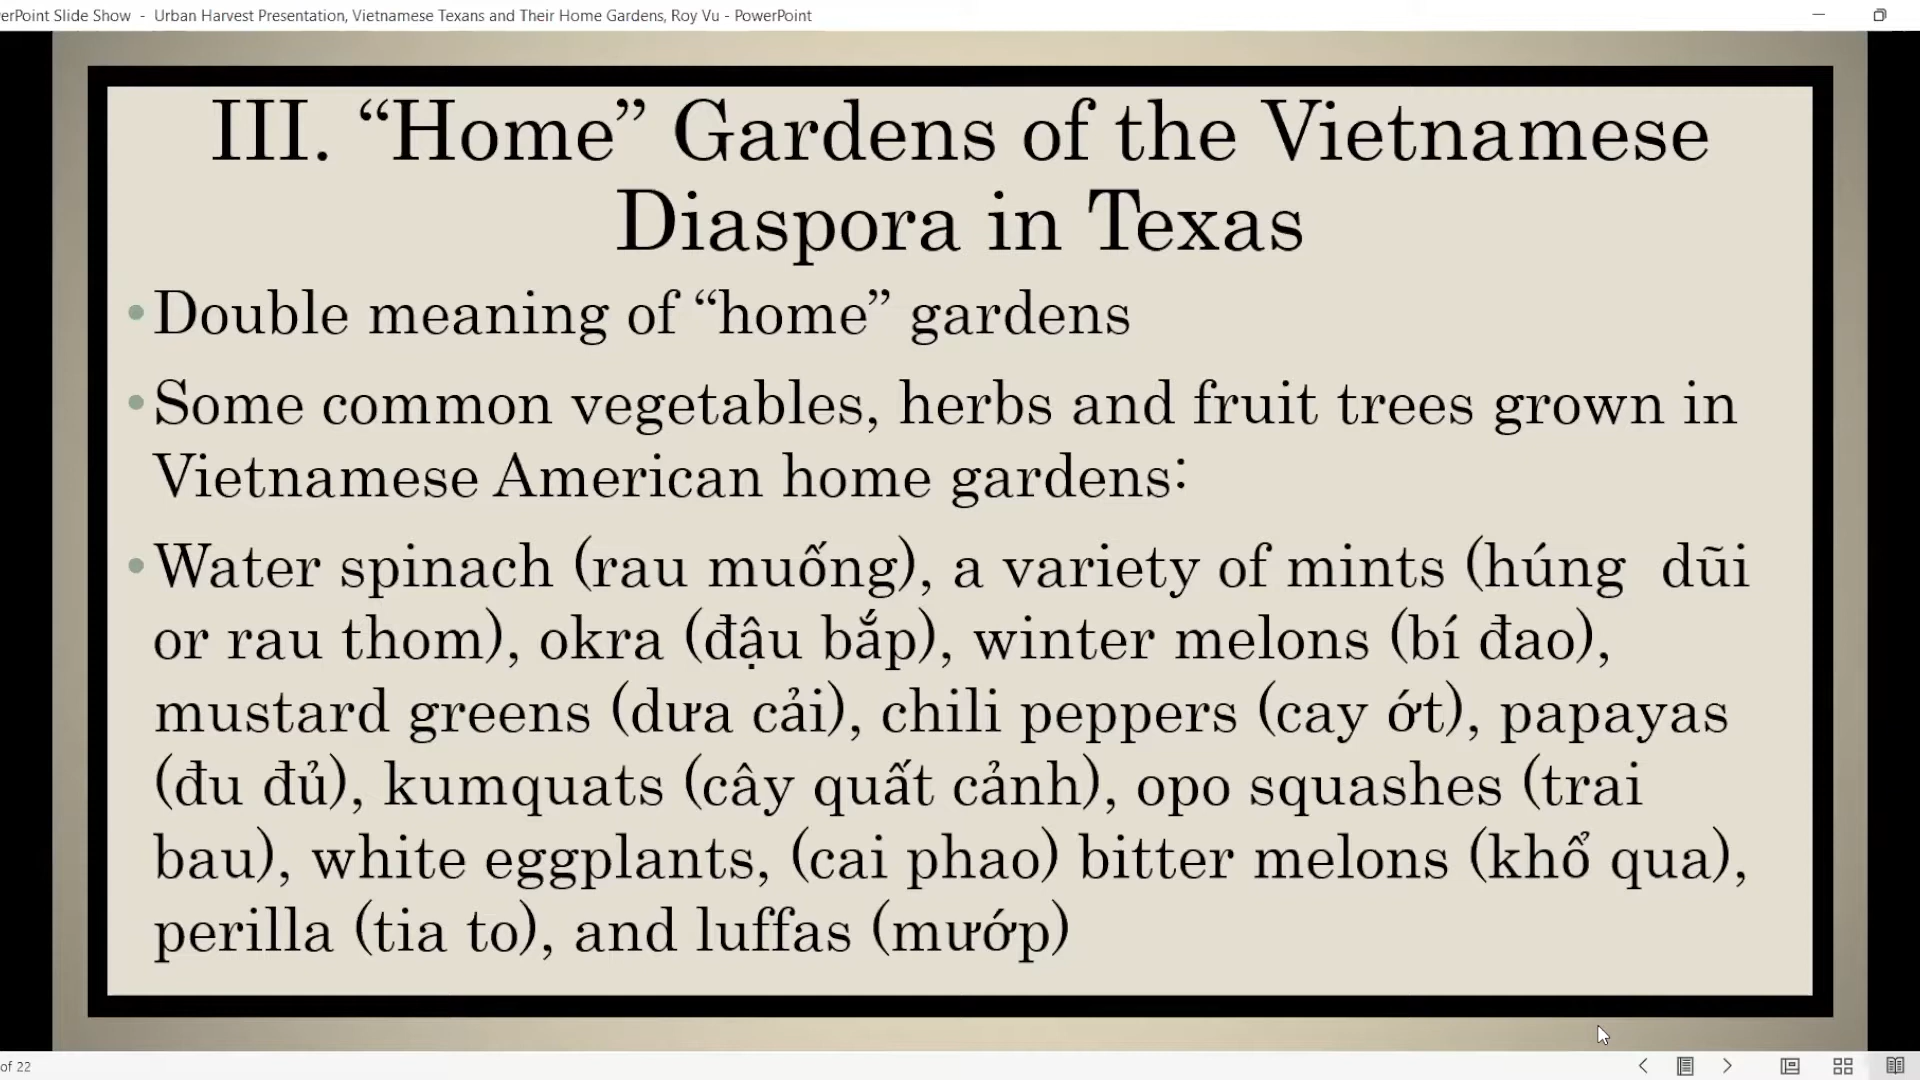 erPoint Slide Show - Urban Harvest Presentation, Vietnamese Texans and Their Home Gardens, Roy Vu - PowerPoint
III. “Home” Gardens of the Vietnamese
Diaspora in Texas
•Double meaning of “home” gardens
•Some common vegetables, herbs and fruit trees grown in
Vietnamese American home gardens:
•Water spinach (rau muống), a variety of mints (húng dũi
or rau thom), okra (đậu bắp), winter melons (bí đao),
mustard greens (dưa cải), chili peppers (cay ớt), papayas
(đu đủ), kumquats (cây quất cảnh), opo squashes (trai
bau), white eggplants, (cai phao) bitter melons (khổ qua),
perilla (tia to), and luffas (mướp)
of 22